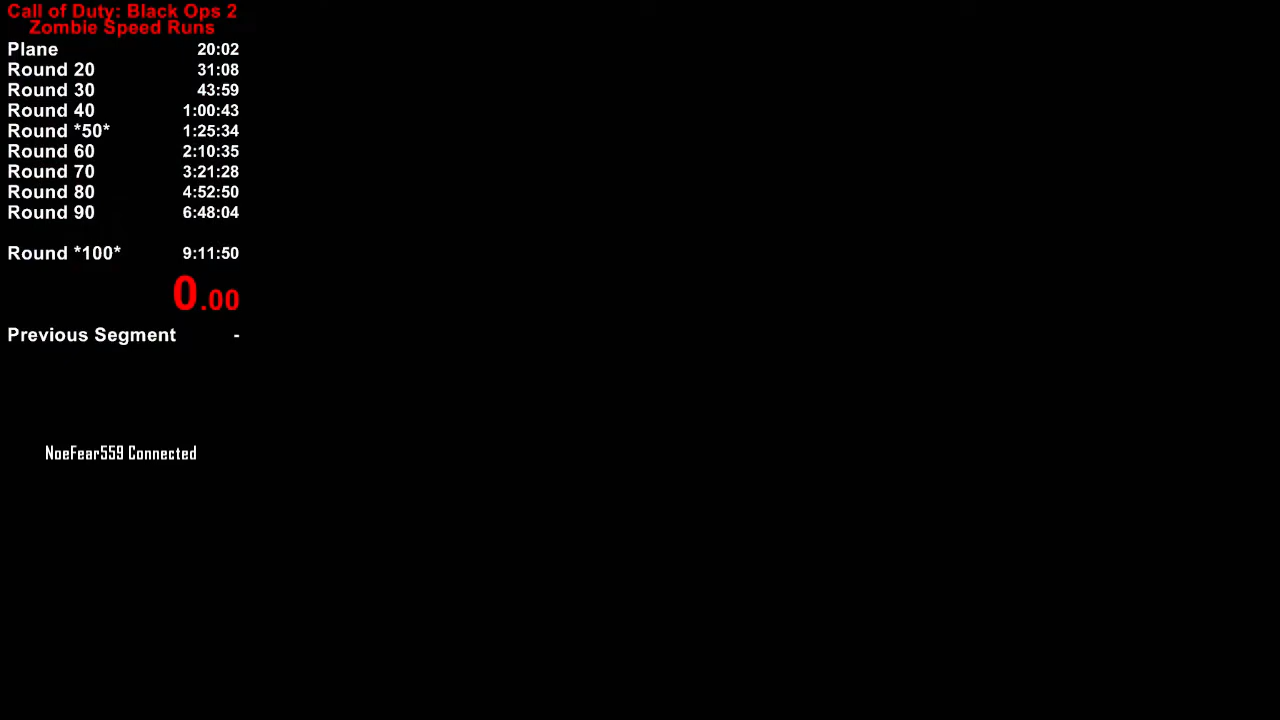 Call of Duty: Black Ops 2
Zombie Speed Runs
Plane 20:02
Round 20 31:08
Round 30 43:59
Round 40 1:00:43
Round *50* 1:25:34
Round 60 2:10:35
Round 70 3:21:28
Round 80 4:52:50
Round 90 6:48:04
Round *100* 9:11:50
0.00
Previous Segment -
NoeFear559 Connected